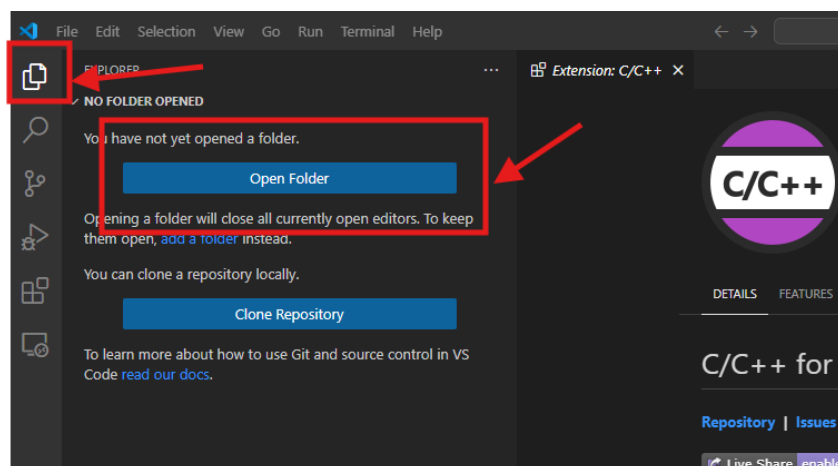 File Edit Selection View Go Run Terminal Help
EXPLORER
Extension: C/C++
NO FOLDER OPENED
You have not yet opened a folder.
Open Folder
Opening a folder will close all currently open editors. To keep
them open, add a folder instead.
You can clone a repository locally.
Clone Repository
To learn more about how to use Git and source control in VS
Code read our docs.
C/C++
DETAILS FEATURES
C/C++ for
Repository | Issues
Live Share enable